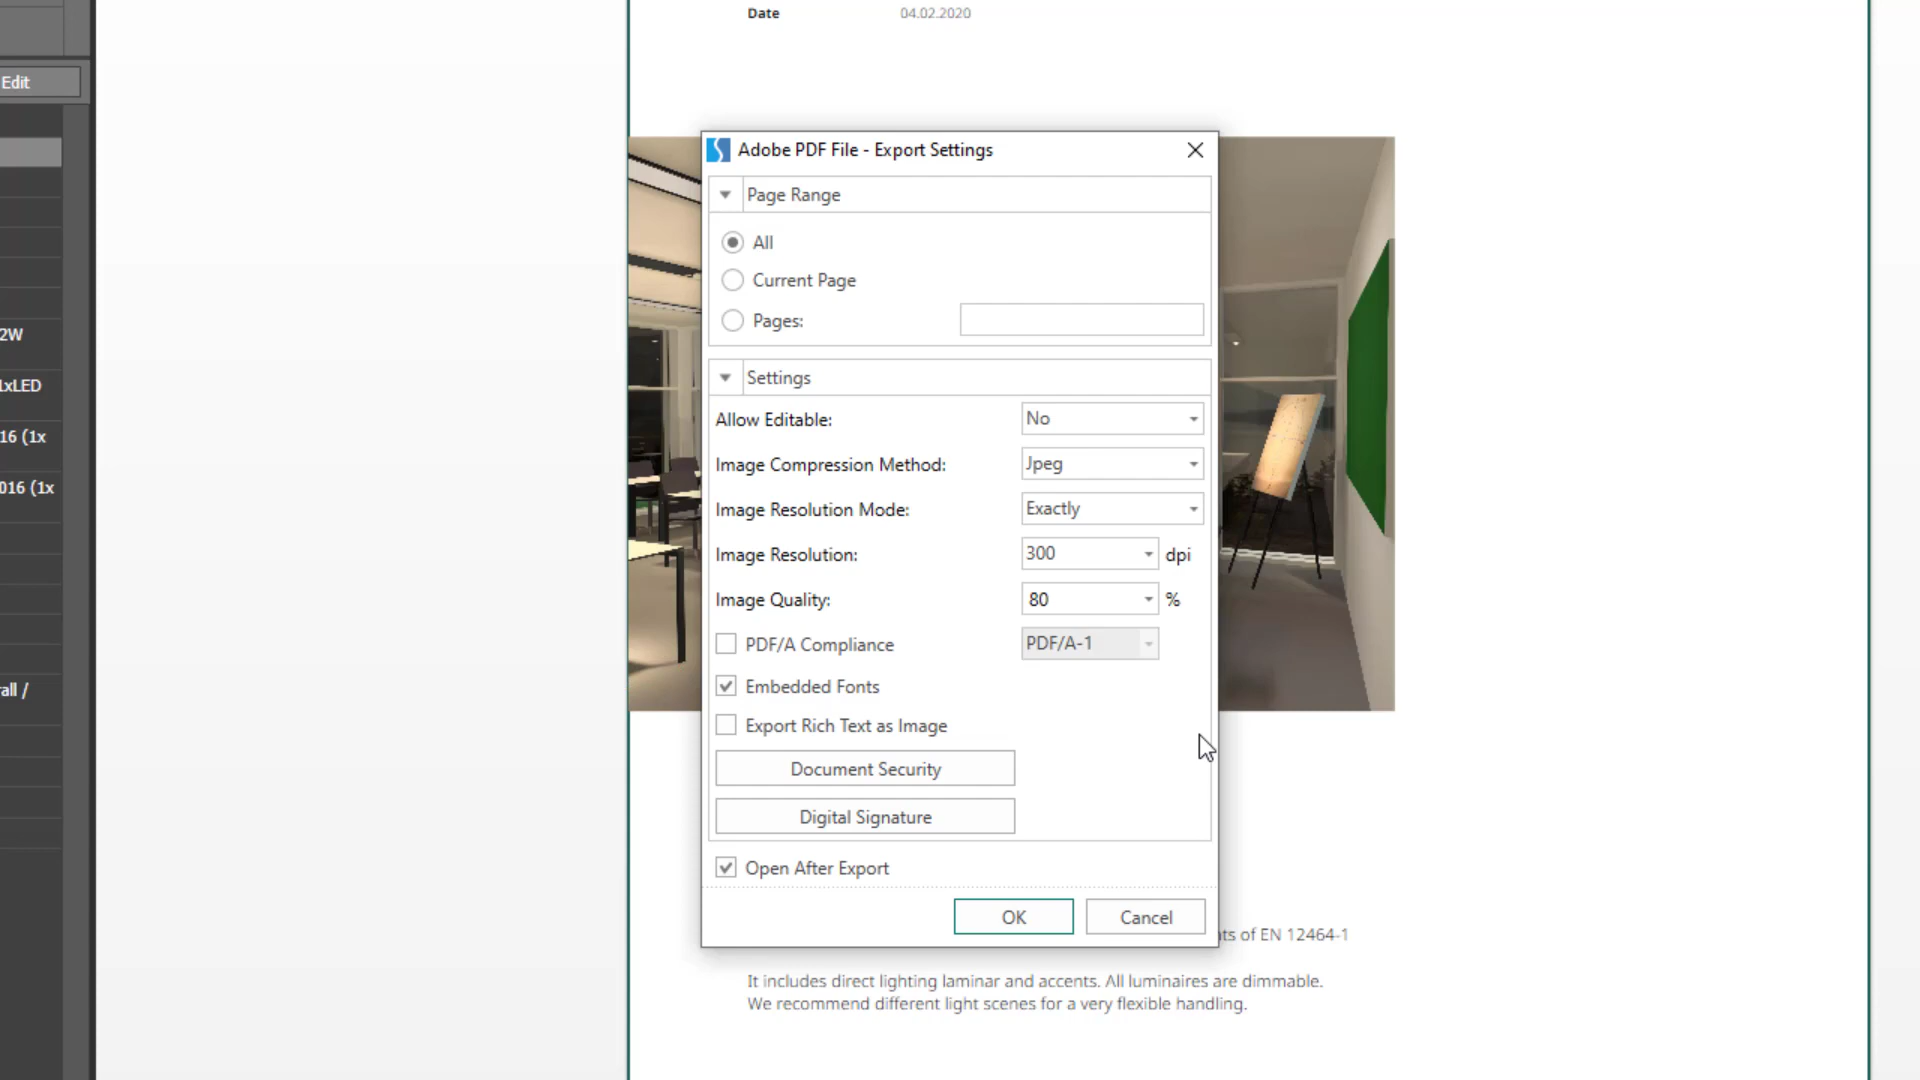 Date 04.02.2020
Edit
Adobe PDF File - Export Settings
Page Range
All
Current Page
Pages:
2W
Settings
1xLED
Allow Editable: No
16 (1x
Image Compression Method: Jpeg
016 (1x
Image Resolution Mode: Exactly
Image Resolution: 300 dpi
Image Quality: 80 %
PDF/A Compliance PDF/A-1
Embedded Fonts
all /
Export Rich Text as Image
Document Security
Digital Signature
Open After Export
OK Cancel
ts of EN 12464-1
It includes direct lighting laminar and accents. All luminaires are dimmable.
We recommend different light scenes for a very flexible handling.